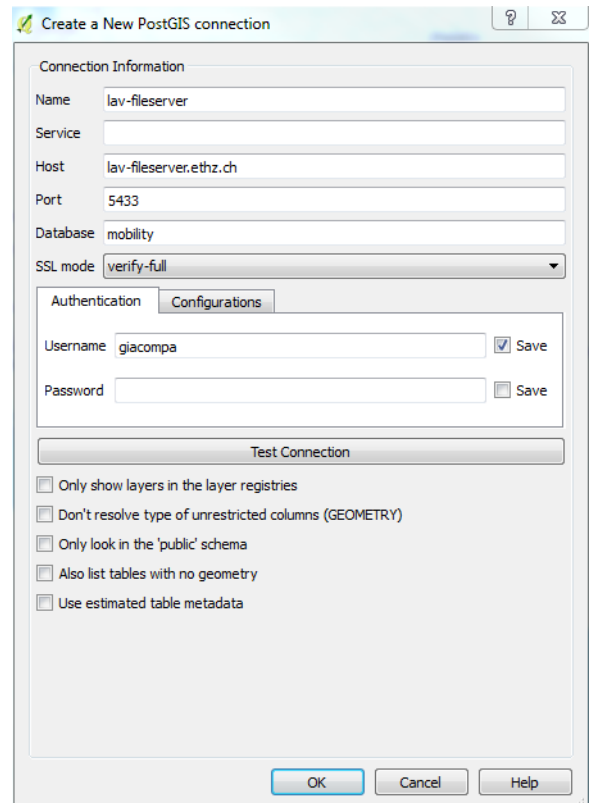 Create a New PostGIS connection
Connection Information
Name lav-fileserver
Service
Host lav-fileserver.ethz.ch
Port 5433
Database mobility
SSL mode verify-full
Authentication Configurations
Username giacompa Save
Password Save
Test Connection
Only show layers in the layer registries
Don't resolve type of unrestricted columns (GEOMETRY)
Only look in the 'public' schema
Also list tables with no geometry
Use estimated table metadata
OK Cancel Help